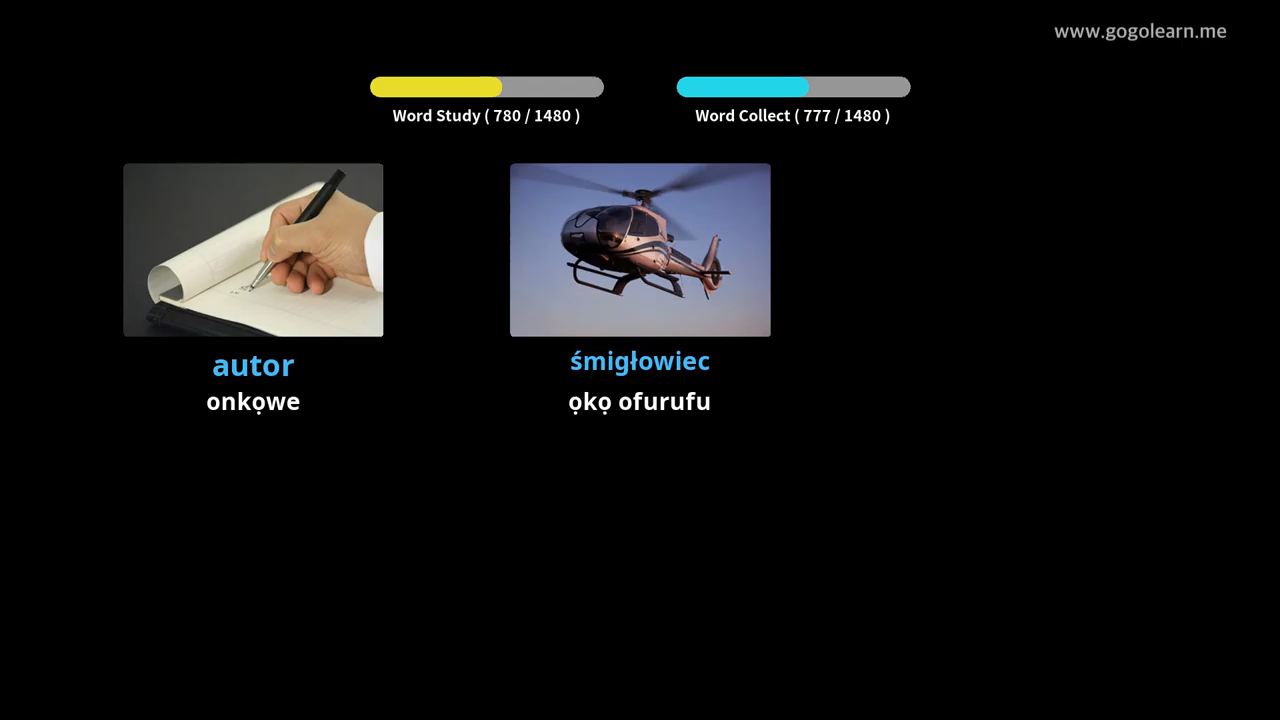 www.gogolearn.me
Word Study ( 780 / 1480 )
Word Collect ( 777 / 1480 )
autor
onkọwe
śmigłowiec
ọkọ ofurufu